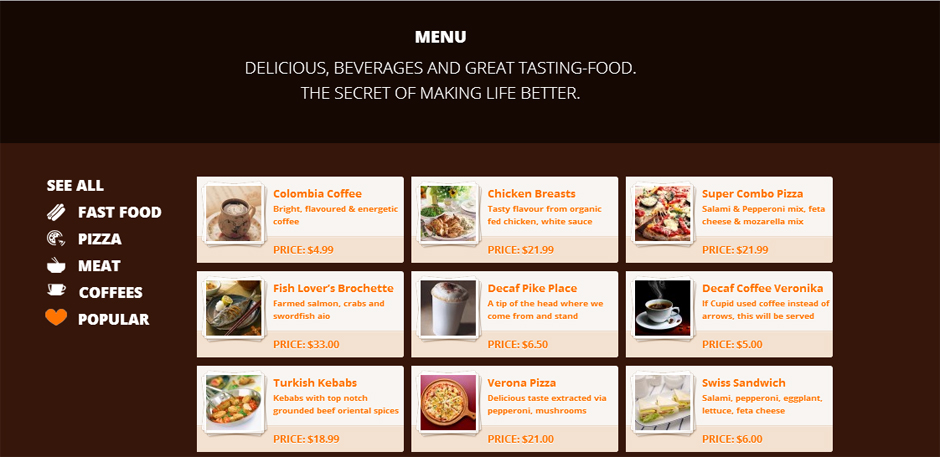 MENU
DELICIOUS, BEVERAGES AND GREAT TASTING-FOOD.
THE SECRET OF MAKING LIFE BETTER.
SEE ALL
FAST FOOD
PIZZA
MEAT
COFFEES
POPULAR
Colombia Coffee
Bright, flavoured & energetic
coffee
PRICE: $4.99
Chicken Breasts
Tasty flavour from organic
fed chicken, white sauce
PRICE: $21.99
Super Combo Pizza
Salami & Pepperoni mix, feta
cheese & mozarella mix
PRICE: $21.99
Fish Lover's Brochette
Farmed salmon, crabs and
swordfish aio
PRICE: $33.00
Decaf Pike Place
A tip of the head where we
come from and stand
PRICE: $6.50
Decaf Coffee Veronika
If Cupid used coffee instead of
arrows, this will be served
PRICE: $5.00
Turkish Kebabs
Kebabs with top notch
grounded beef oriental spices
PRICE: $18.99
Verona Pizza
Delicious taste extracted via
pepperoni, mushrooms
PRICE: $21.00
Swiss Sandwich
Salami, pepperoni, eggplant,
lettuce, feta cheese
PRICE: $6.00